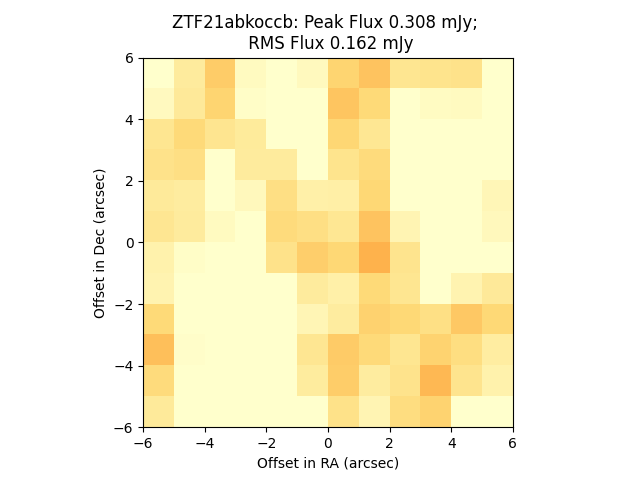 ZTF21abkoccb: Peak Flux 0.308 mJy;
RMS Flux 0.162 mJy
6
4
2
0
−2
−4
−6
Offset in Dec (arcsec)
−6 −4 −2 0 2 4 6
Offset in RA (arcsec)